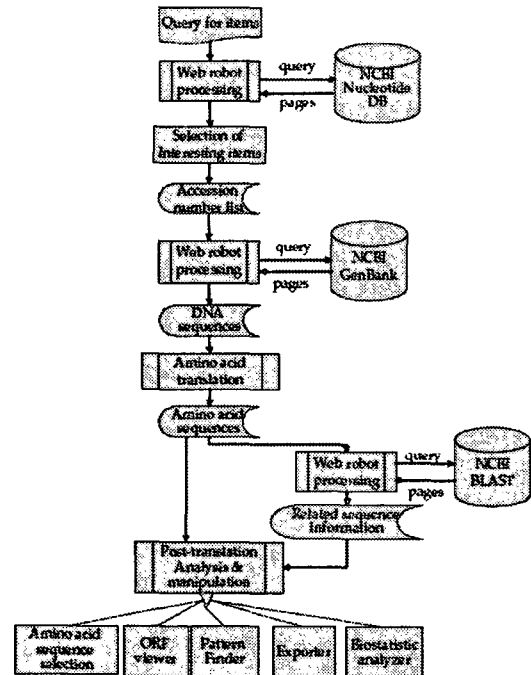 Query for items
Web robot
processing
query
pages
NCBI
Nucleotide
DB
Selection of
Interesting items
Accession
number list
Web robot
processing
query
pages
NCBI
GenBank
DNA
sequences
Amino acid
translation
Amino acid
sequences
Web robot
processing
query
pages
NCBI
BLAST
Related sequence
Information
Post-translation
Analysis &
manipulation
Amino acid
sequence
selection
ORF
viewer
Pattern
Finder
Exporter
Biostatistic
analyzer